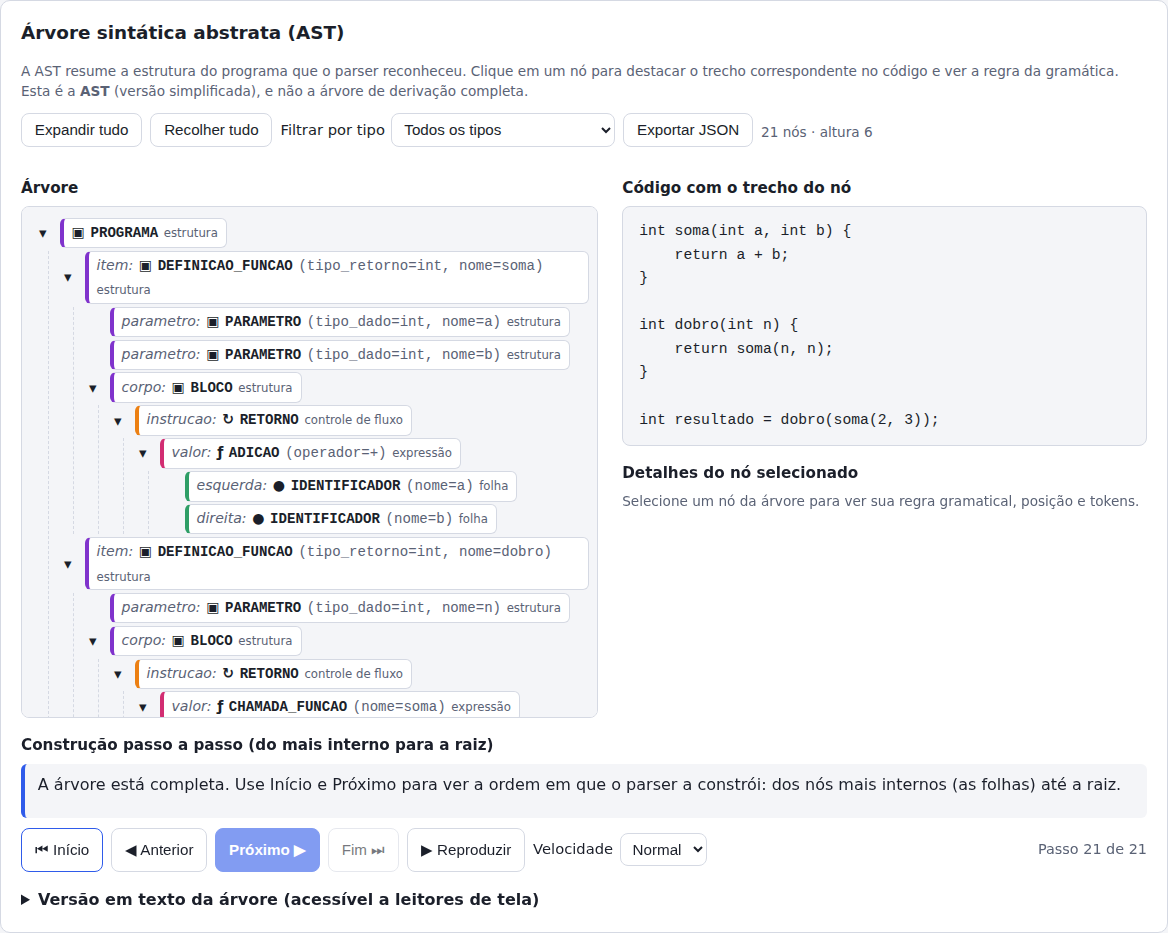 Árvore sintática abstrata (AST)
A AST resume a estrutura do programa que o parser reconheceu. Clique em um nó para destacar o trecho correspondente no código e ver a regra da gramática.
Esta é a AST (versão simplificada), e não a árvore de derivação completa.
Expandir tudo Recolher tudo Filtrar por tipo Todos os tipos Exportar JSON 21 nós · altura 6
Árvore
▼ ▣ PROGRAMA estrutura
▼ item: ▣ DEFINICAO_FUNCAO (tipo_retorno=int, nome=soma)
estrutura
parametro: ▣ PARAMETRO (tipo_dado=int, nome=a) estrutura
parametro: ▣ PARAMETRO (tipo_dado=int, nome=b) estrutura
▼ corpo: ▣ BLOCO estrutura
▼ instrucao: ↻ RETORNO controle de fluxo
▼ valor: ƒ ADICAO (operador=+) expressão
esquerda: ● IDENTIFICADOR (nome=a) folha
direita: ● IDENTIFICADOR (nome=b) folha
▼ item: ▣ DEFINICAO_FUNCAO (tipo_retorno=int, nome=dobro)
estrutura
parametro: ▣ PARAMETRO (tipo_dado=int, nome=n) estrutura
▼ corpo: ▣ BLOCO estrutura
▼ instrucao: ↻ RETORNO controle de fluxo
▼ valor: ƒ CHAMADA_FUNCAO (nome=soma) expressão
Código com o trecho do nó
int soma(int a, int b) {
    return a + b;
}
int dobro(int n) {
    return soma(n, n);
}
int resultado = dobro(soma(2, 3));
Detalhes do nó selecionado
Selecione um nó da árvore para ver sua regra gramatical, posição e tokens.
Construção passo a passo (do mais interno para a raiz)
A árvore está completa. Use Início e Próximo para ver a ordem em que o parser a constrói: dos nós mais internos (as folhas) até a raiz.
⏮ Início ◀ Anterior Próximo ▶ Fim ⏭ ▶ Reproduzir Velocidade Normal Passo 21 de 21
▶ Versão em texto da árvore (acessível a leitores de tela)